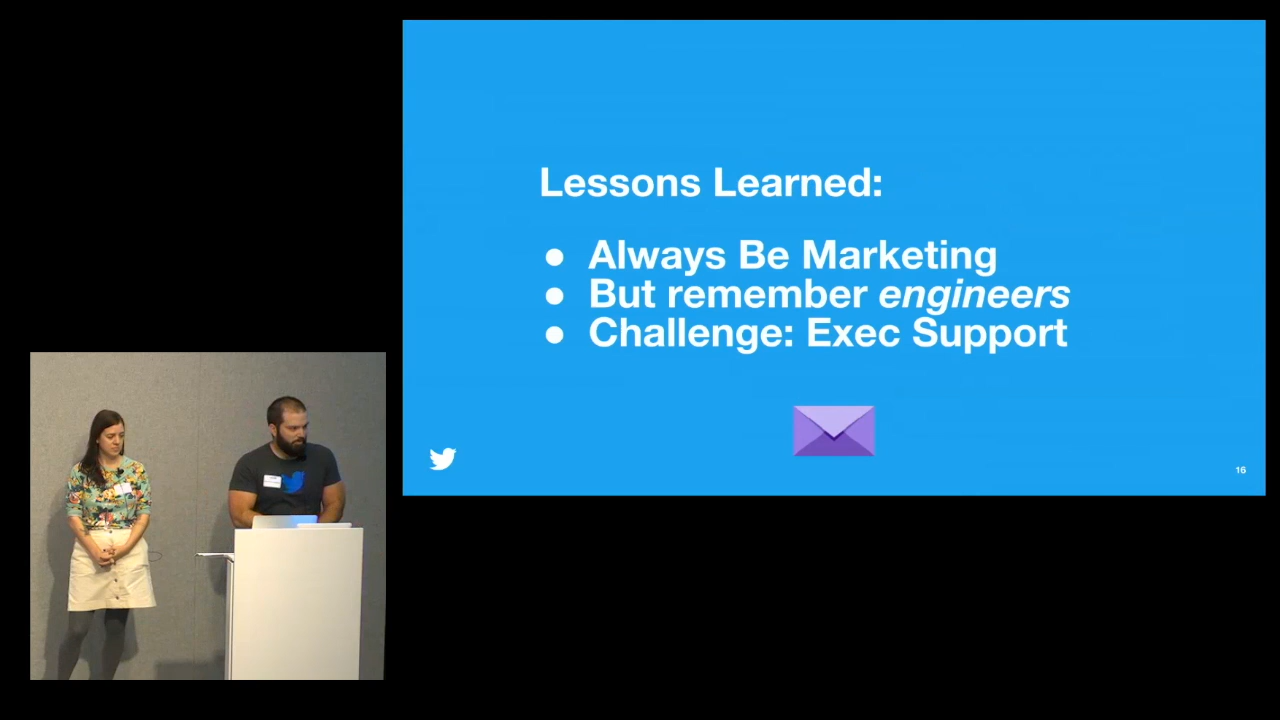 Lessons Learned:
● Always Be Marketing
● But remember engineers
● Challenge: Exec Support
16